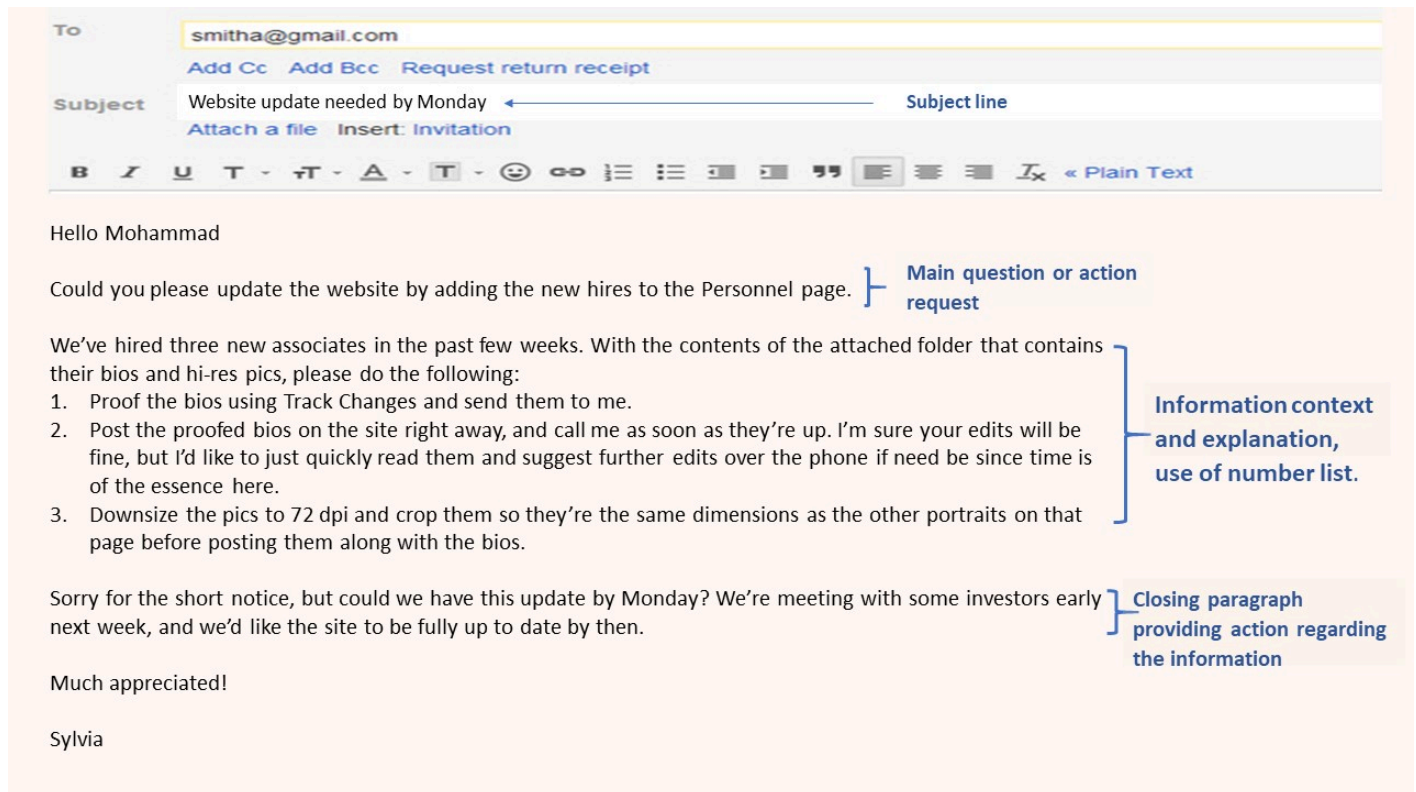 To smitha@gmail.com
Add Cc Add Bcc Request return receipt
Subject Website update needed by Monday Subject line
Attach a file Insert: Invitation
B I U T T A T Tx « Plain Text
Hello Mohammad
Could you please update the website by adding the new hires to the Personnel page.
Main question or action
request
We’ve hired three new associates in the past few weeks. With the contents of the attached folder that contains
their bios and hi-res pics, please do the following:
1. Proof the bios using Track Changes and send them to me.
2. Post the proofed bios on the site right away, and call me as soon as they’re up. I’m sure your edits will be
fine, but I’d like to just quickly read them and suggest further edits over the phone if need be since time is
of the essence here.
3. Downsize the pics to 72 dpi and crop them so they’re the same dimensions as the other portraits on that
page before posting them along with the bios.
Information context
and explanation,
use of number list.
Sorry for the short notice, but could we have this update by Monday? We’re meeting with some investors early
next week, and we’d like the site to be fully up to date by then.
Closing paragraph
providing action regarding
the information
Much appreciated!
Sylvia